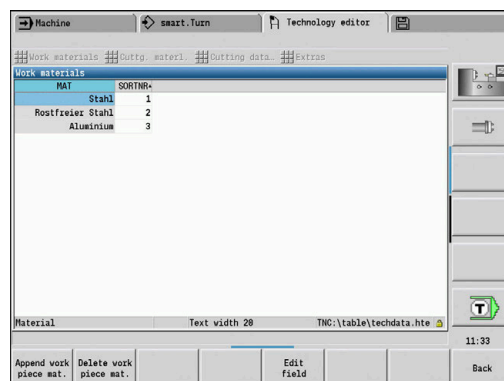 Machine smart.Turn Technology editor
Work materials Cuttg. materl. Cutting data… Extras
Work materials
MAT SORTNR
Stahl 1
Rostfreier Stahl 2
Aluminium 3
Material Text width 20 TNC:\table\techdata.hte
T
11:33
Append work piece mat. Delete work piece mat. Edit field Back